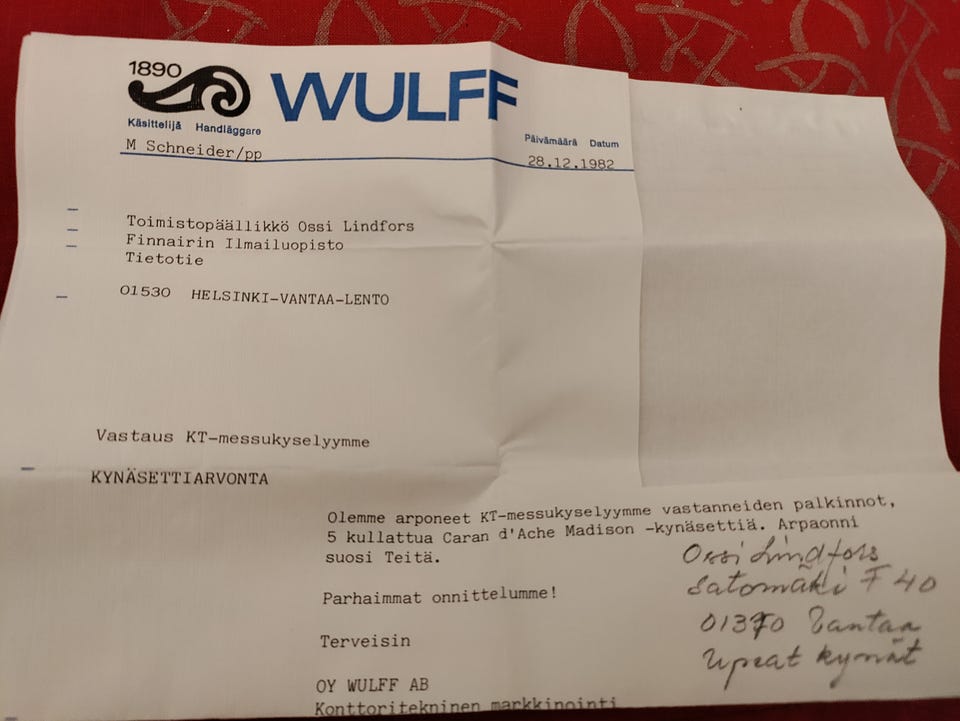 1890
WULFF
Käsittelijä Handläggare
M Schneider/pp
Päivämäärä Datum
28.12.1982
Toimistopäällikkö Ossi Lindfors
Finnairin Ilmailuopisto
Tietotie
01530 HELSINKI-VANTAA-LENTO
Vastaus KT-messukyselyymme
KYNÄSETTIARVONTA
Olemme arponeet KT-messukyselyymme vastanneiden palkinnot,
5 kullattua Caran d'Ache Madison -kynäsettiä. Arpaonni
suosi Teitä.
Parhaimmat onnittelumme!
Terveisin
OY WULFF AB
Konttoritekninen markkinointi
Ossi Lindfors
Satomäki F 40
01370 Vantaa
Upeat kynät